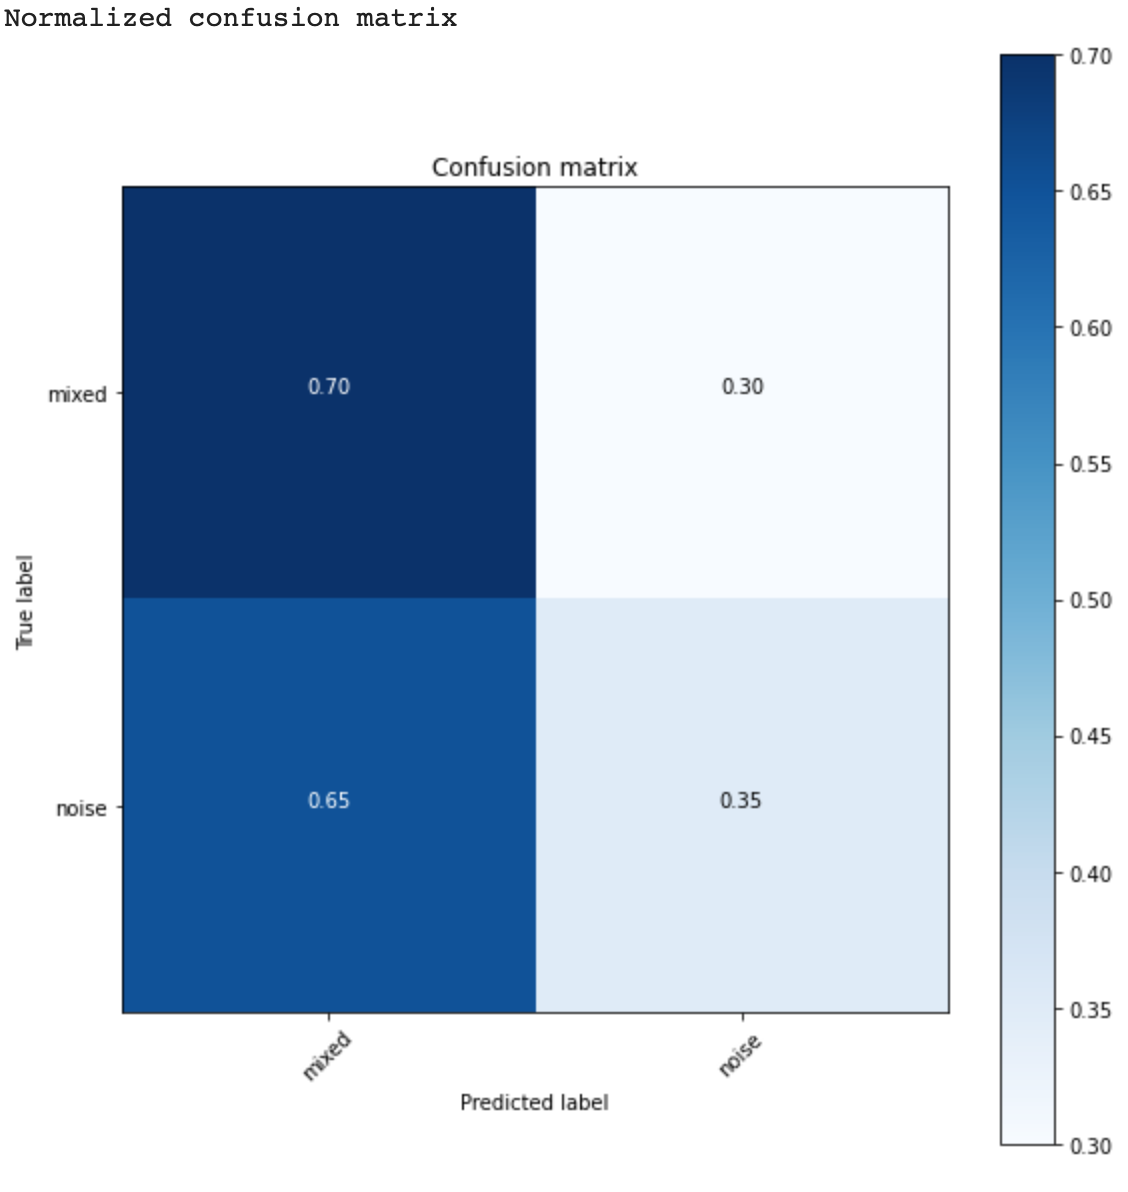 Normalized confusion matrix
Confusion matrix
0.70
0.65
0.60
0.55
0.50
0.45
0.40
0.35
0.30
True label
mixed
noise
0.70
0.30
0.65
0.35
mixed
noise
Predicted label